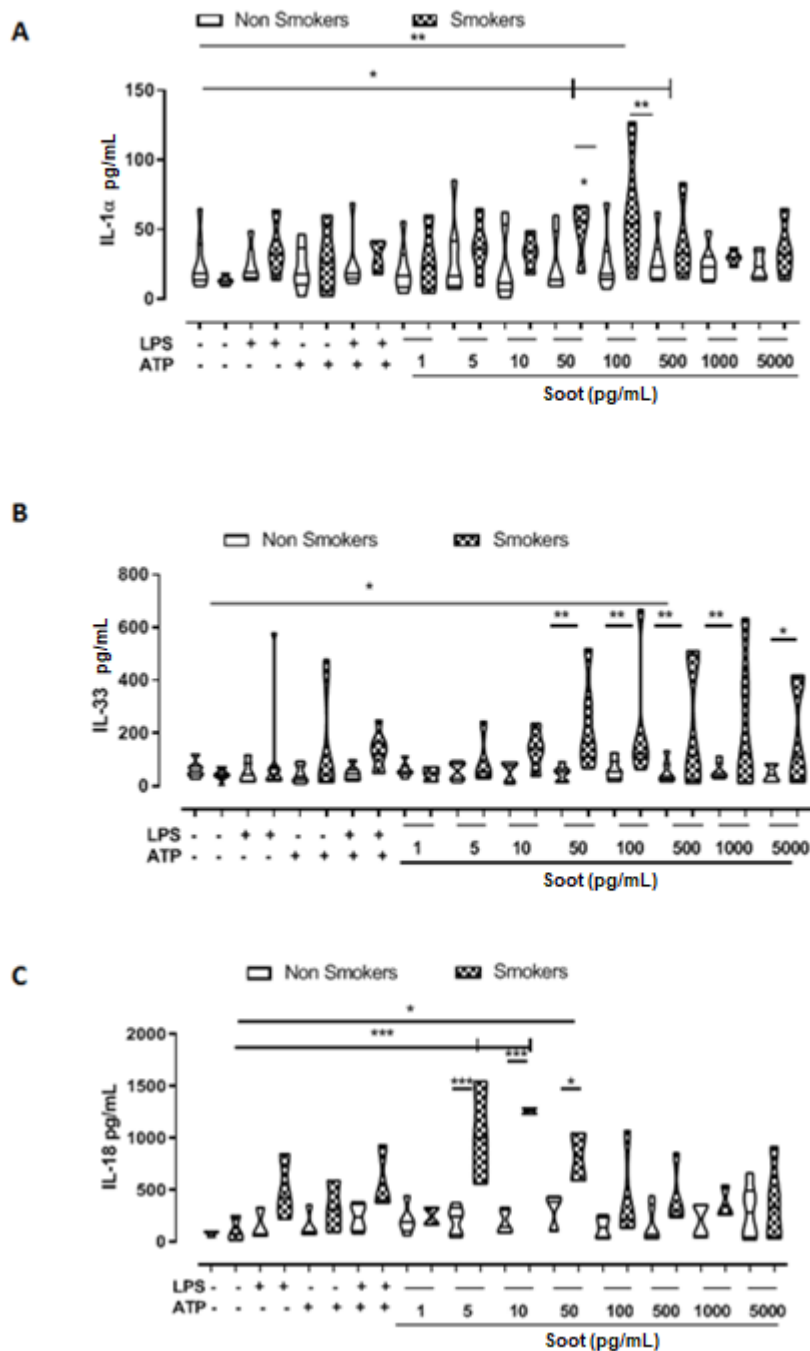 A
Non Smokers Smokers
**
*
**
*
150
100
50
0
IL-1α pg/mL
LPS - - + + - - + +
ATP - - - - + + + + 1 5 10 50 100 500 1000 5000
Soot (pg/mL)
B
Non Smokers Smokers
*
** ** ** ** *
800
600
400
200
0
IL-33 pg/mL
LPS - - + + - - + +
ATP - - - - + + + + 1 5 10 50 100 500 1000 5000
Soot (pg/mL)
C
Non Smokers Smokers
*
***
*** *** *
2000
1500
1000
500
0
IL-18 pg/mL
LPS - - + + - - + +
ATP - - - - + + + + 1 5 10 50 100 500 1000 5000
Soot (pg/mL)